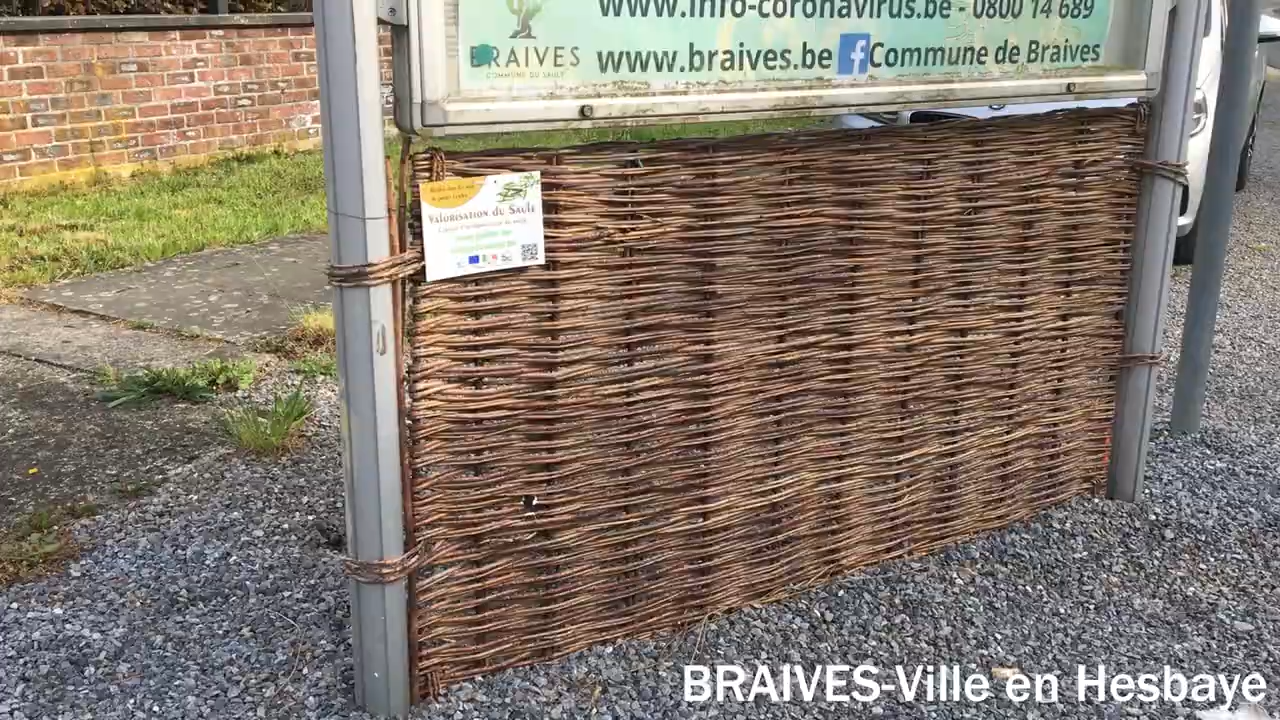 www.info-coronavirus.be - 0800 14 689
BRAIVES
COMMUNE DU SAULE
www.braives.be f Commune de Braives
VALORISATION DU SAULE
BRAIVES-Ville en Hesbaye